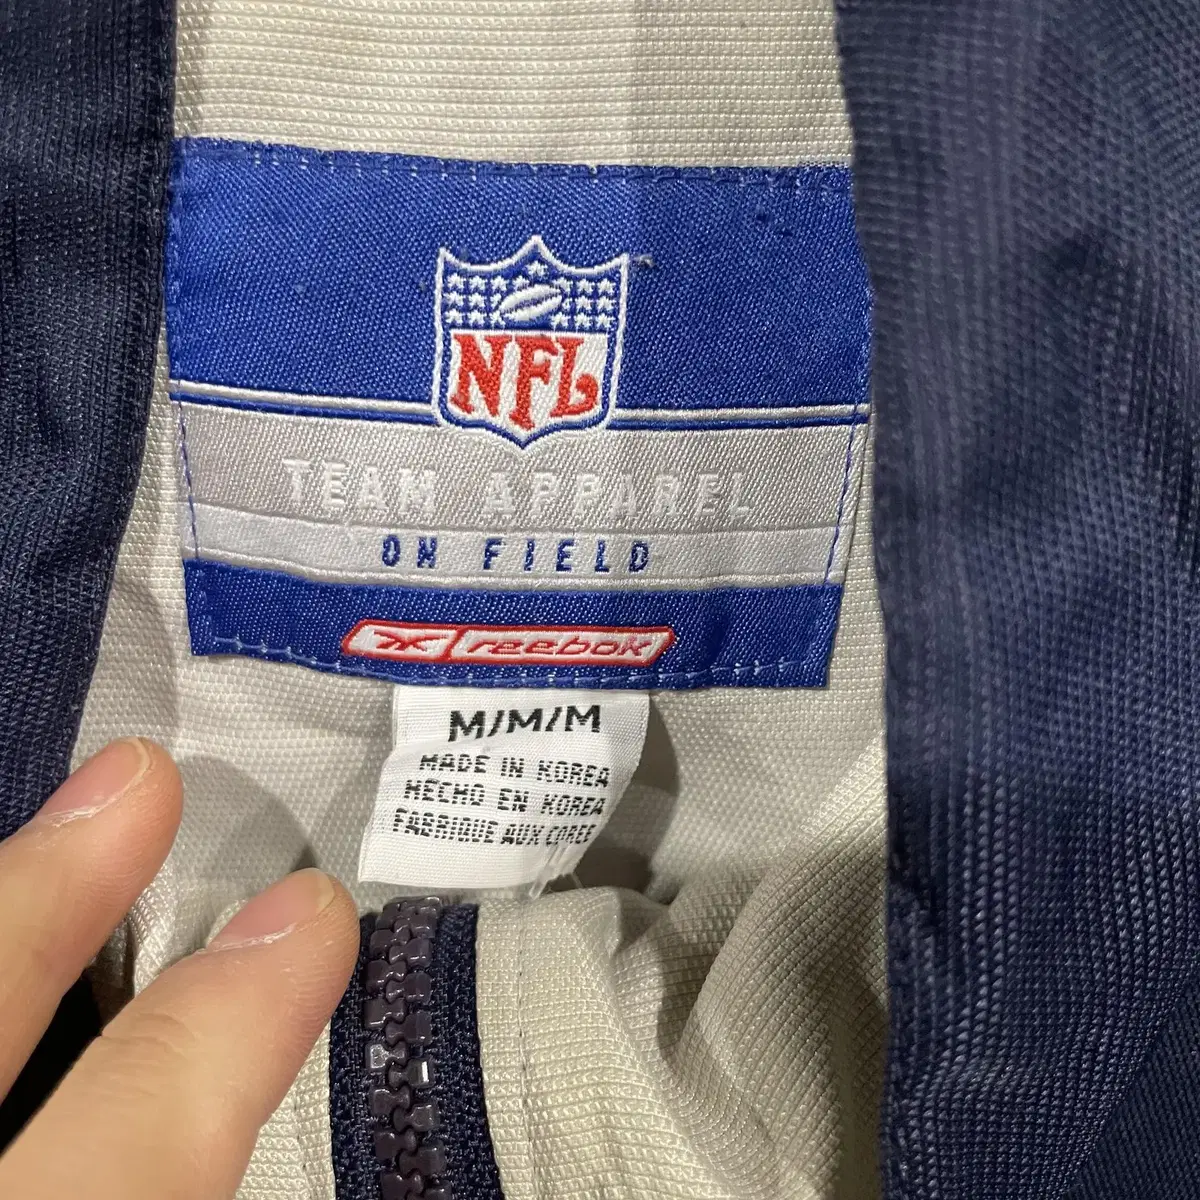 NFL
TEAM APPAREL
ON FIELD
reebok
M/M/M
MADE IN KOREA
HECHO EN KOREA
FABRIQUE AUX COREE